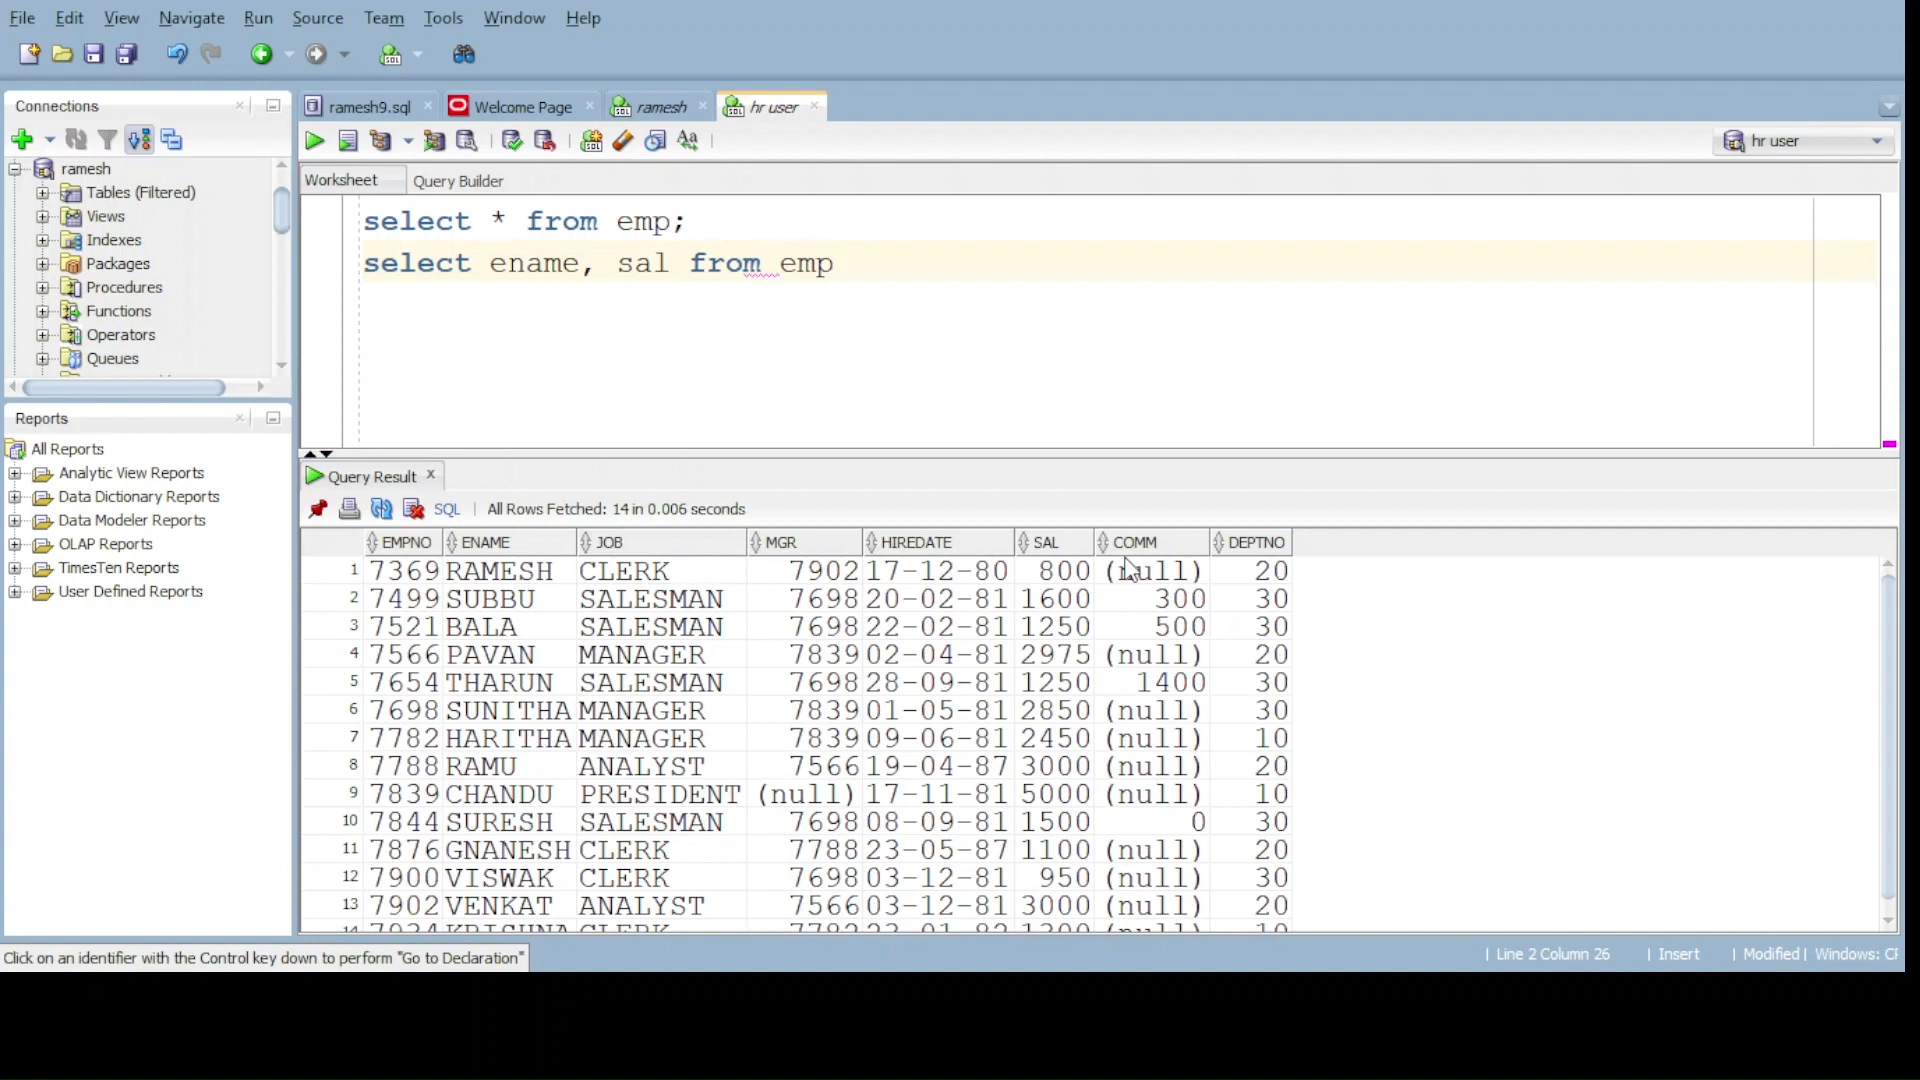 File Edit View Navigate Run Source Team Tools Window Help
Connections
ramesh9.sql Welcome Page ramesh hr user
hr user
ramesh
Tables (Filtered)
Views
Indexes
Packages
Procedures
Functions
Operators
Queues
Worksheet Query Builder
select * from emp;
select ename, sal from emp
Reports
All Reports
Analytic View Reports
Data Dictionary Reports
Data Modeler Reports
OLAP Reports
TimesTen Reports
User Defined Reports
Query Result
SQL | All Rows Fetched: 14 in 0.006 seconds
EMPNO ENAME JOB MGR HIREDATE SAL COMM DEPTNO
1 7369 RAMESH CLERK 7902 17-12-80 800 (null) 20
2 7499 SUBBU SALESMAN 7698 20-02-81 1600 300 30
3 7521 BALA SALESMAN 7698 22-02-81 1250 500 30
4 7566 PAVAN MANAGER 7839 02-04-81 2975 (null) 20
5 7654 THARUN SALESMAN 7698 28-09-81 1250 1400 30
6 7698 SUNITHA MANAGER 7839 01-05-81 2850 (null) 30
7 7782 HARITHA MANAGER 7839 09-06-81 2450 (null) 10
8 7788 RAMU ANALYST 7566 19-04-87 3000 (null) 20
9 7839 CHANDU PRESIDENT (null) 17-11-81 5000 (null) 10
10 7844 SURESH SALESMAN 7698 08-09-81 1500 0 30
11 7876 GNANESH CLERK 7788 23-05-87 1100 (null) 20
12 7900 VISWAK CLERK 7698 03-12-81 950 (null) 30
13 7902 VENKAT ANALYST 7566 03-12-81 3000 (null) 20
Click on an identifier with the Control key down to perform "Go to Declaration"
| Line 2 Column 26 | Insert | Modified | Windows: